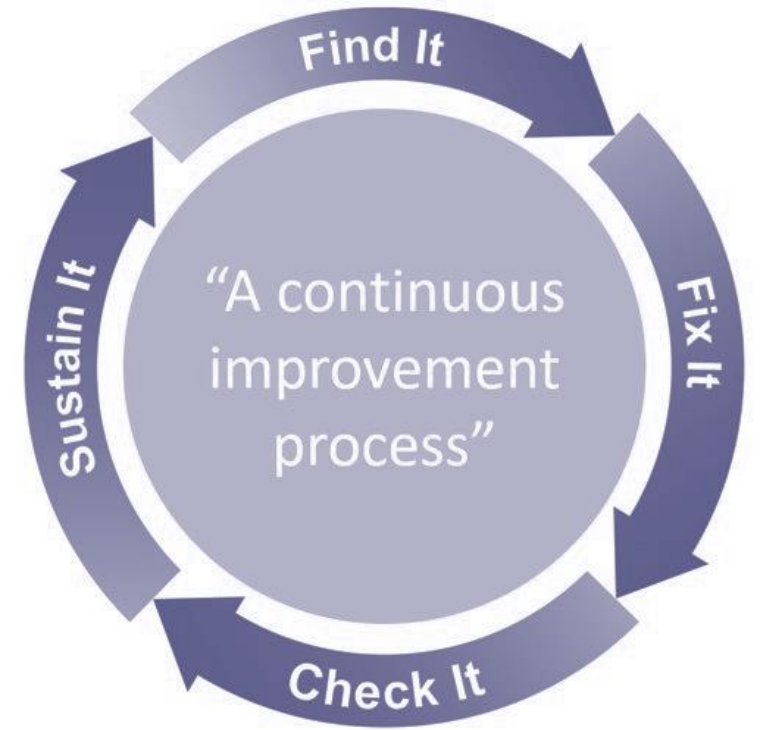 Find It
Fix It
Check It
Sustain It
“A continuous
improvement
process”